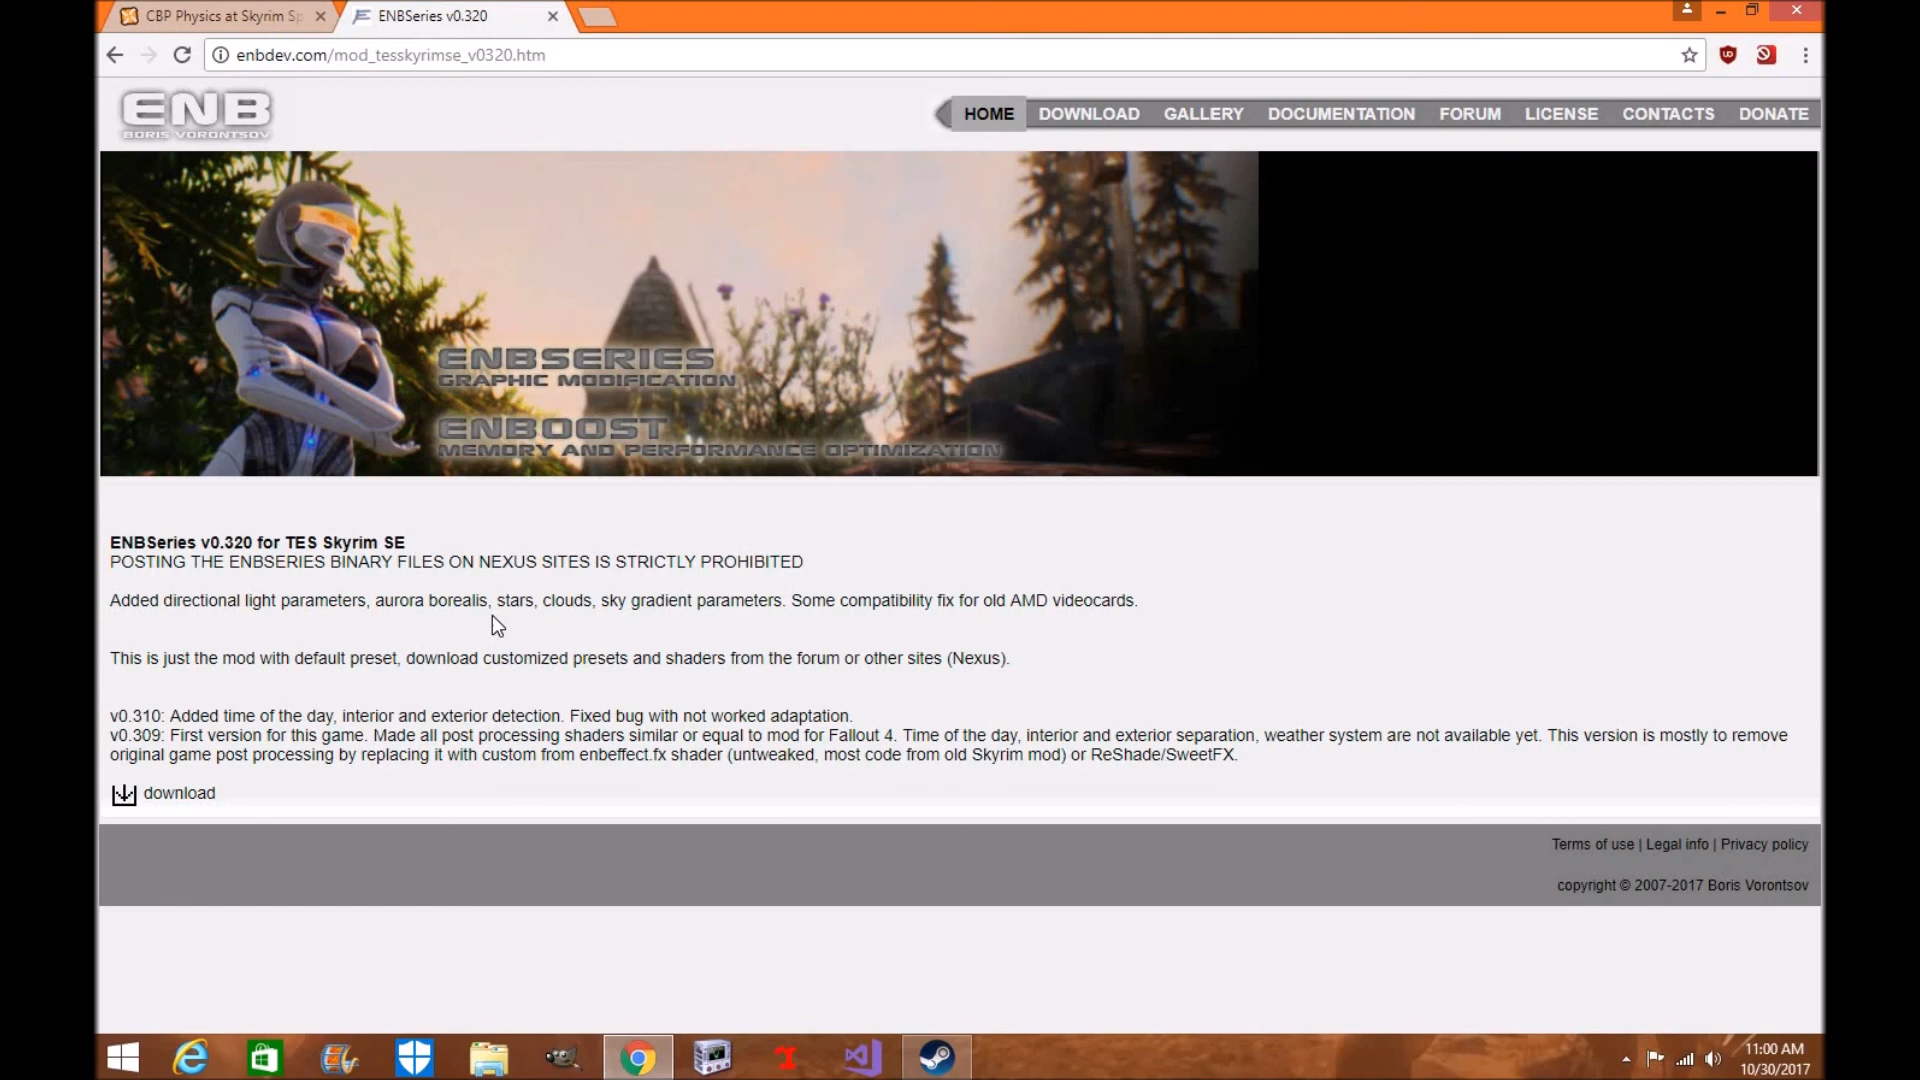 CBP Physics at Skyrim Sp
ENBSeries v0.320
enbdev.com/mod_tesskyrimse_v0320.htm
ENB
BORIS VORONTSOV
HOME DOWNLOAD GALLERY DOCUMENTATION FORUM LICENSE CONTACTS DONATE
ENBSERIES
GRAPHIC MODIFICATION
ENBOOST
MEMORY AND PERFORMANCE OPTIMIZATION
ENBSeries v0.320 for TES Skyrim SE
POSTING THE ENBSERIES BINARY FILES ON NEXUS SITES IS STRICTLY PROHIBITED
Added directional light parameters, aurora borealis, stars, clouds, sky gradient parameters. Some compatibility fix for old AMD videocards.
This is just the mod with default preset, download customized presets and shaders from the forum or other sites (Nexus).
v0.310: Added time of the day, interior and exterior detection. Fixed bug with not worked adaptation.
v0.309: First version for this game. Made all post processing shaders similar or equal to mod for Fallout 4. Time of the day, interior and exterior separation, weather system are not available yet. This version is mostly to remove
original game post processing by replacing it with custom from enbeffect.fx shader (untweaked, most code from old Skyrim mod) or ReShade/SweetFX.
download
Terms of use | Legal info | Privacy policy
copyright © 2007-2017 Boris Vorontsov
11:00 AM
10/30/2017